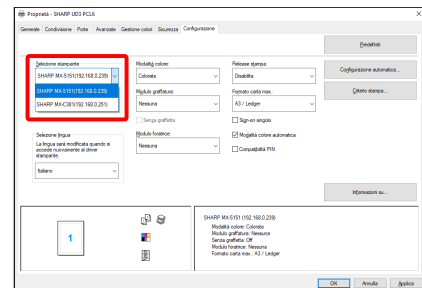 Proprietà - SHARP UD3 PCL6
Generale Condivisione Porte Avanzate Gestione colori Sicurezza Configurazione
Predefiniti
Selezione stampante
SHARP MX-5151(192.168.0.239)
SHARP MX-5151(192.168.0.239)
SHARP MX-C381(192.168.0.251)
Modalità colore:
Colorata
Release stampa:
Disabilita
Configurazione automatica...
Modulo graffatura:
Nessuna
Formato carta max.:
A3 / Ledger
Criterio stampa...
Senza graffetta
Sign-on singolo
Selezione lingua
La lingua sarà modificata quando si
accede nuovamente al driver
stampante.
Italiano
Modulo foratrice:
Nessuna
Modalità colore automatica
Compatibilità PIN
Informazioni su...
1
SHARP MX-5151 (192.168.0.239)
Modalità colore: Colorata
Modulo graffatura: Nessuna
Senza graffetta: Off
Modulo foratrice: Nessuna
Formato carta max.: A3 / Ledger
OK Annulla Applica